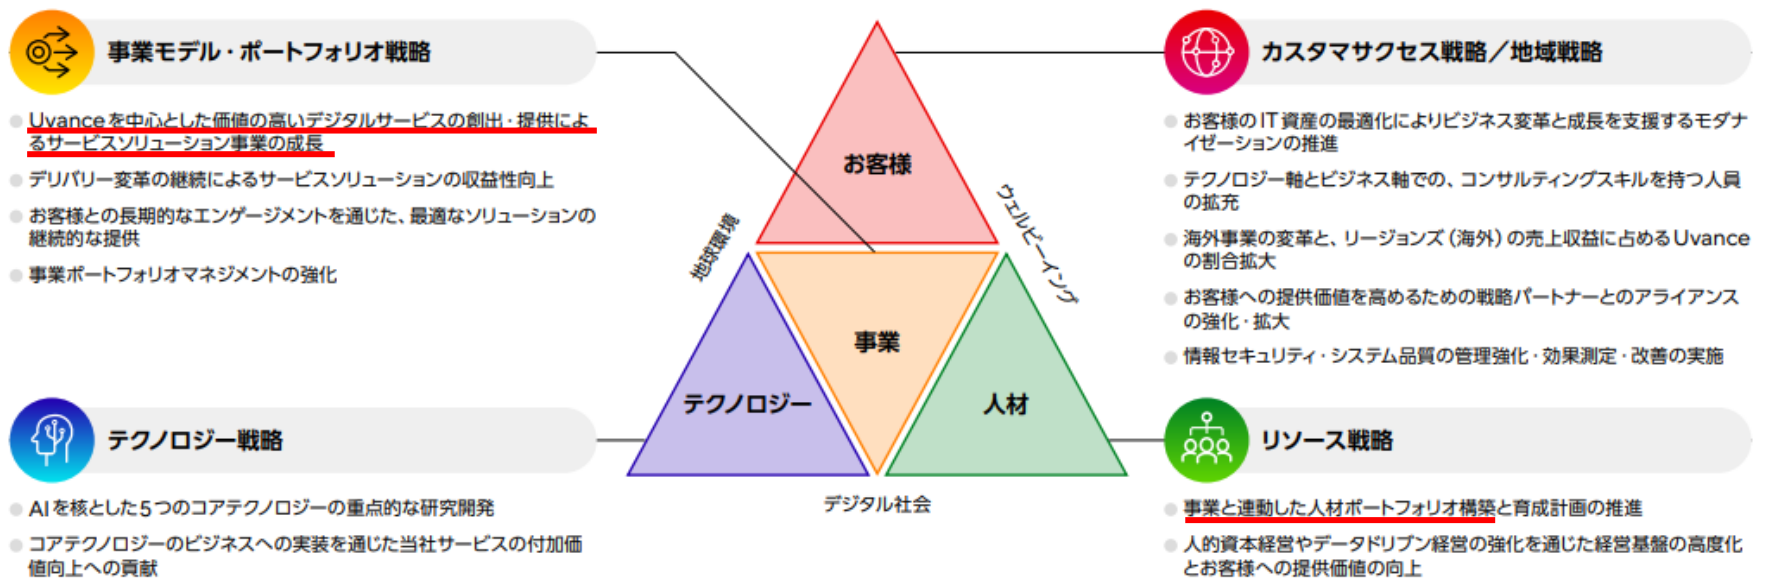 事業モデル・ポートフォリオ戦略
Uvanceを中心とした価値の高いデジタルサービスの創出・提供によ
るサービスソリューション事業の成長
デリバリー変革の継続によるサービスソリューションの収益性向上
お客様との長期的なエンゲージメントを通じた、最適なソリューションの
継続的な提供
事業ポートフォリオマネジメントの強化
カスタマサクセス戦略／地域戦略
お客様のIT資産の最適化によりビジネス変革と成長を支援するモダナ
イゼーションの推進
テクノロジー軸とビジネス軸での、コンサルティングスキルを持つ人員
の拡充
海外事業の変革と、リージョンズ（海外）の売上収益に占めるUvance
の割合拡大
お客様への提供価値を高めるための戦略パートナーとのアライアンス
の強化・拡大
情報セキュリティ・システム品質の管理強化・効果測定・改善の実施
お客様
地球環境
ウェルビーイング
事業
テクノロジー
人材
デジタル社会
テクノロジー戦略
AIを核とした5つのコアテクノロジーの重点的な研究開発
コアテクノロジーのビジネスへの実装を通じた当社サービスの付加価
値向上への貢献
リソース戦略
事業と連動した人材ポートフォリオ構築と育成計画の推進
人的資本経営やデータドリブン経営の強化を通じた経営基盤の高度化
とお客様への提供価値の向上